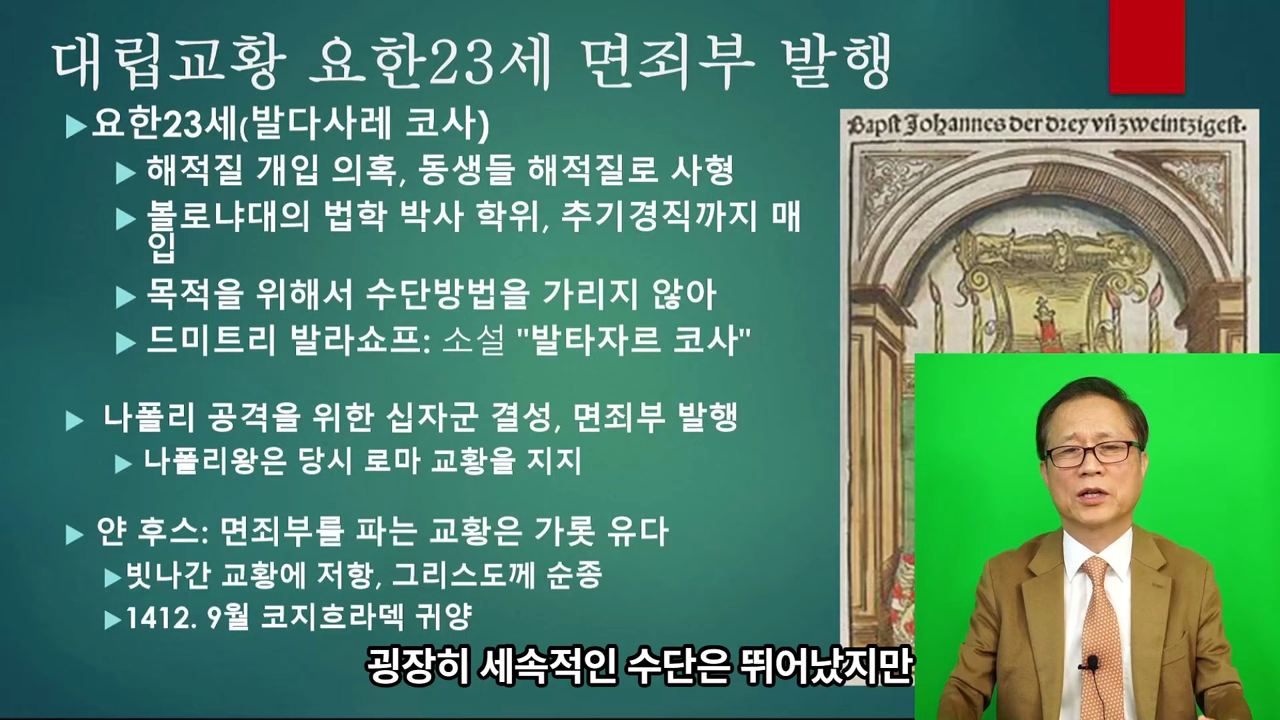 대립교황 요한23세 면죄부 발행
▶요한23세(발다사레 코사)
▶ 해적질 개입 의혹, 동생들 해적질로 사형
▶ 볼로냐대의 법학 박사 학위, 추기경직까지 매
입
▶ 목적을 위해서 수단방법을 가리지 않아
▶ 드미트리 발라쇼프: 소설 "발타자르 코사"
▶ 나폴리 공격을 위한 십자군 결성, 면죄부 발행
▶ 나폴리왕은 당시 로마 교황을 지지
▶ 얀 후스: 면죄부를 파는 교황은 가롯 유다
▶빗나간 교황에 저항, 그리스도께 순종
▶1412. 9월 코지흐라덱 귀양
Bapst Johannes der drey vñ zweintzigest.
굉장히 세속적인 수단은 뛰어났지만